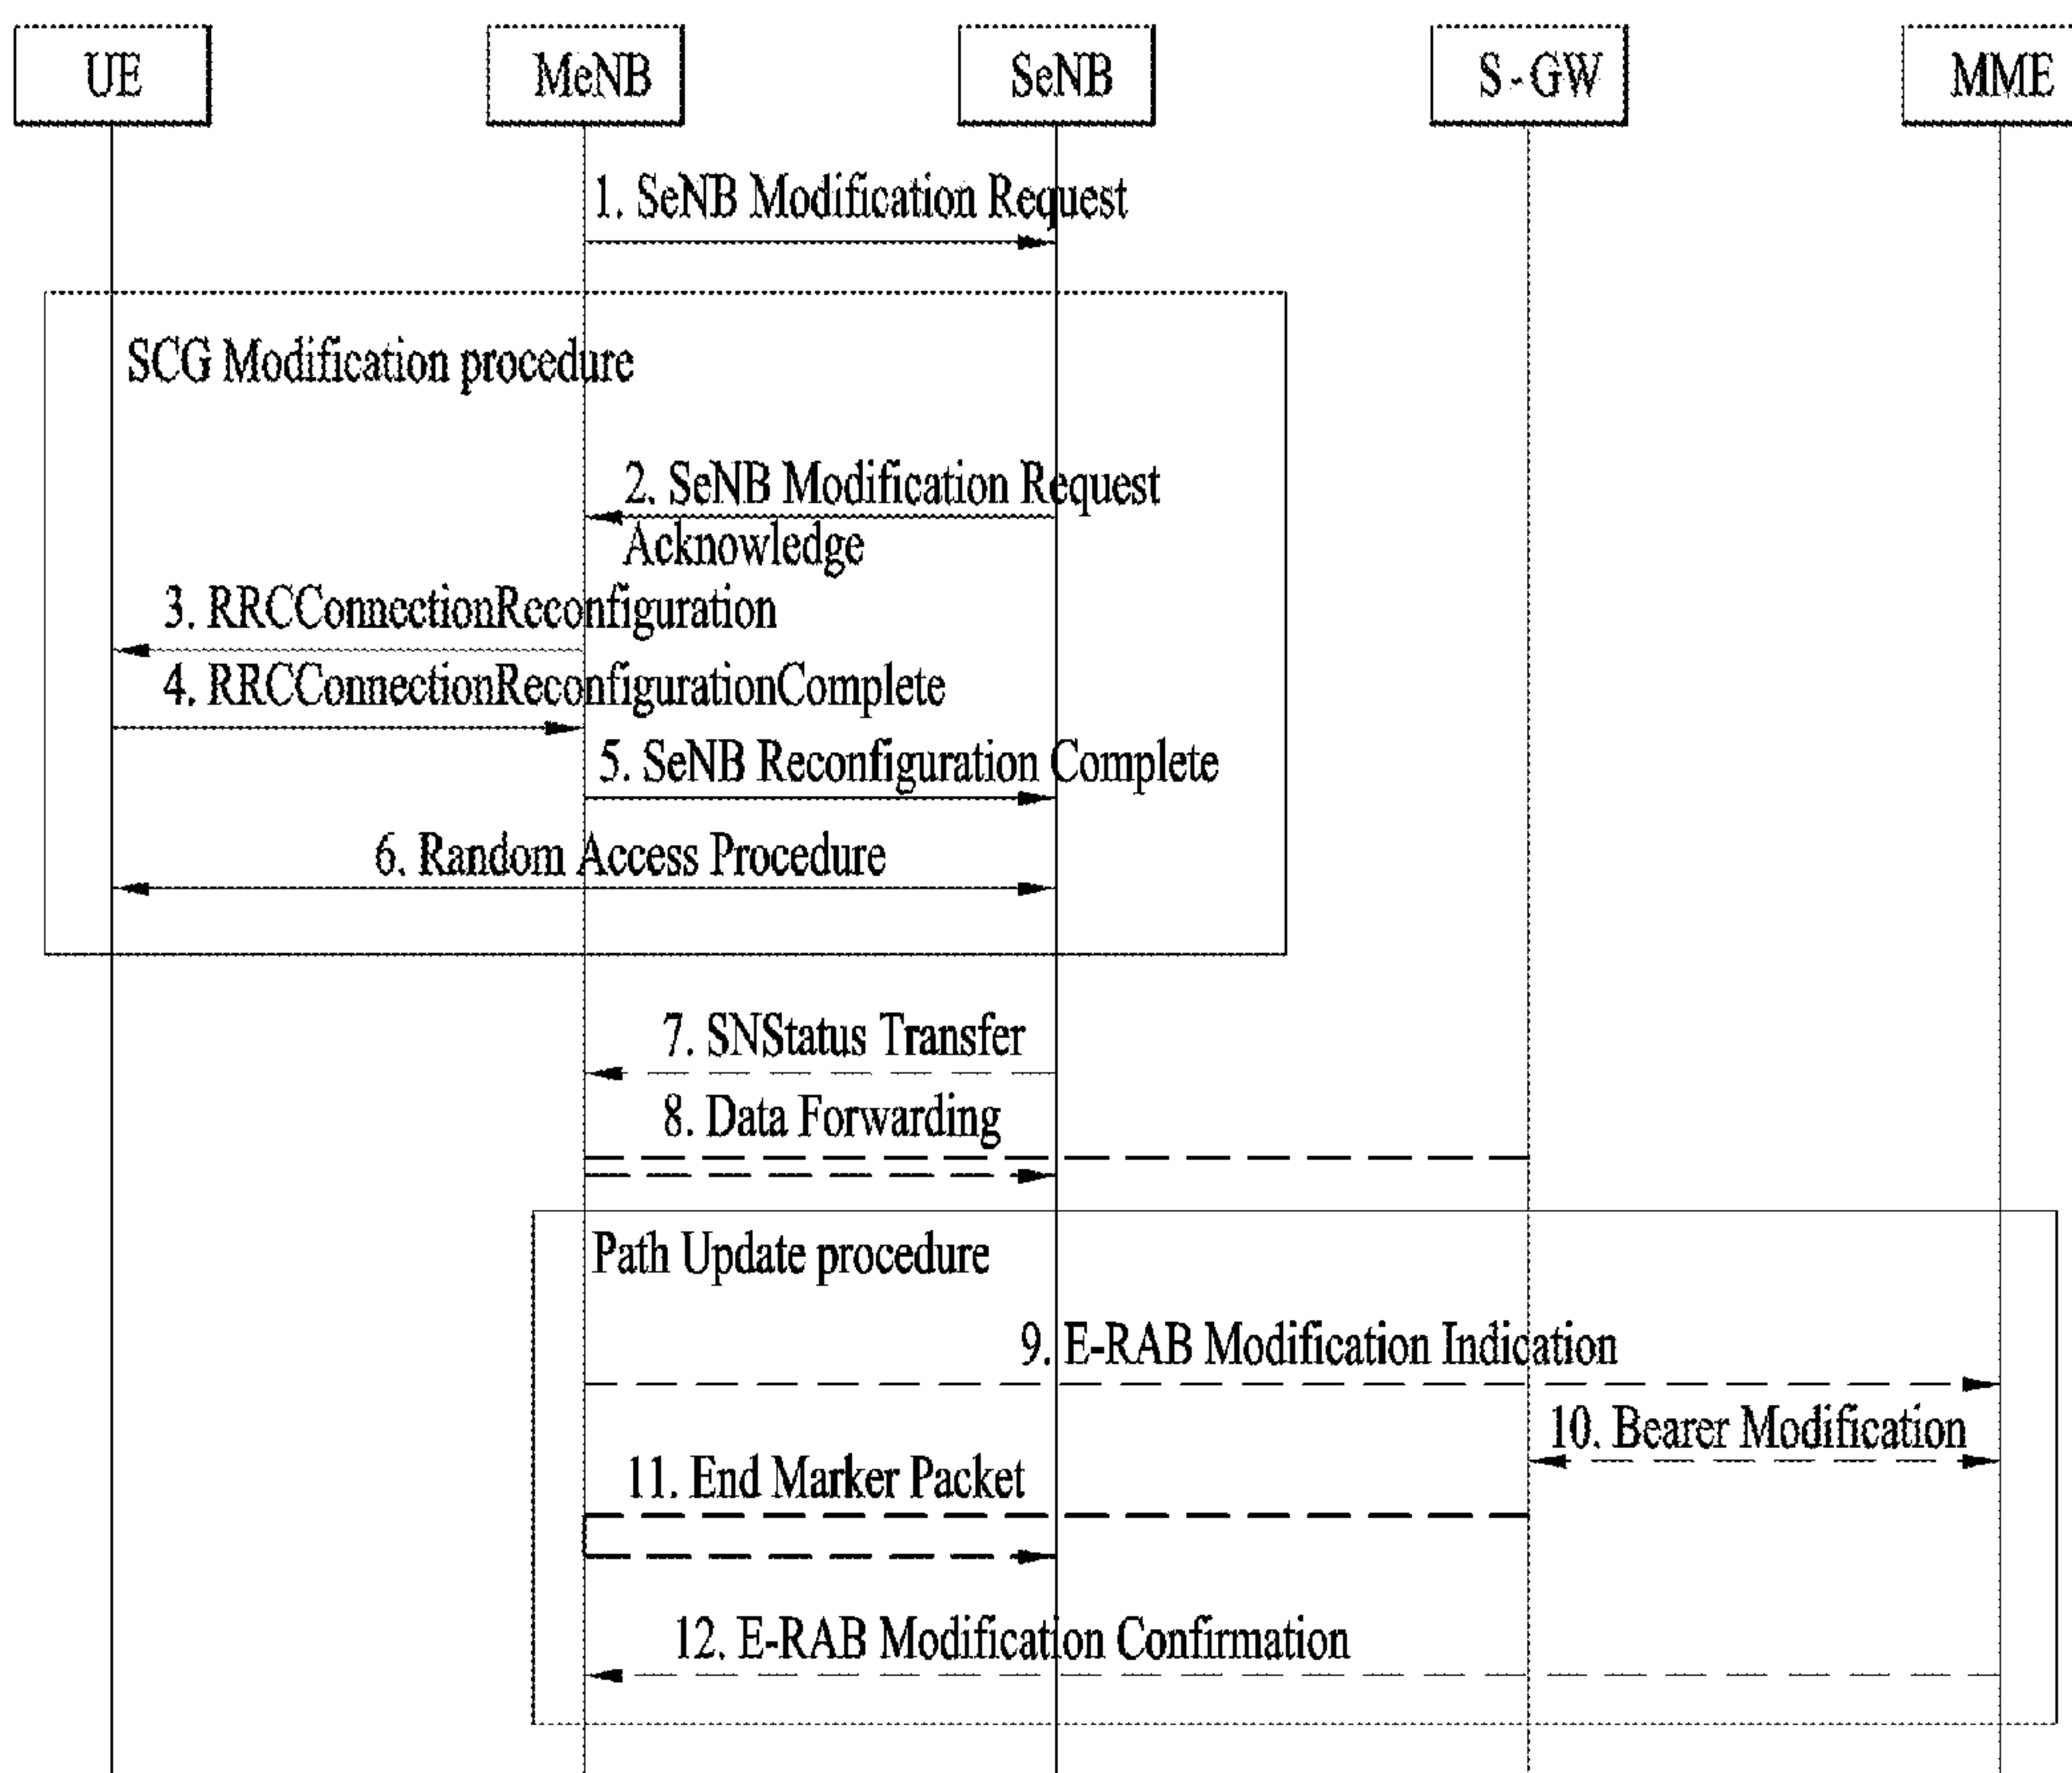 UE
MeNB
SeNB
S-GW
MME
1. SeNB Modification Request
SCG Modification procedure
2. SeNB Modification Request
Acknowledge
3. RRCConnectionReconfiguration
4. RRCConnectionReconfigurationComplete
5. SeNB Reconfiguration Complete
6. Random Access Procedure
7. SNStatus Transfer
8. Data Forwarding
Path Update procedure
9. E-RAB Modification Indication
10. Bearer Modification
11. End Marker Packet
12. E-RAB Modification Confirmation